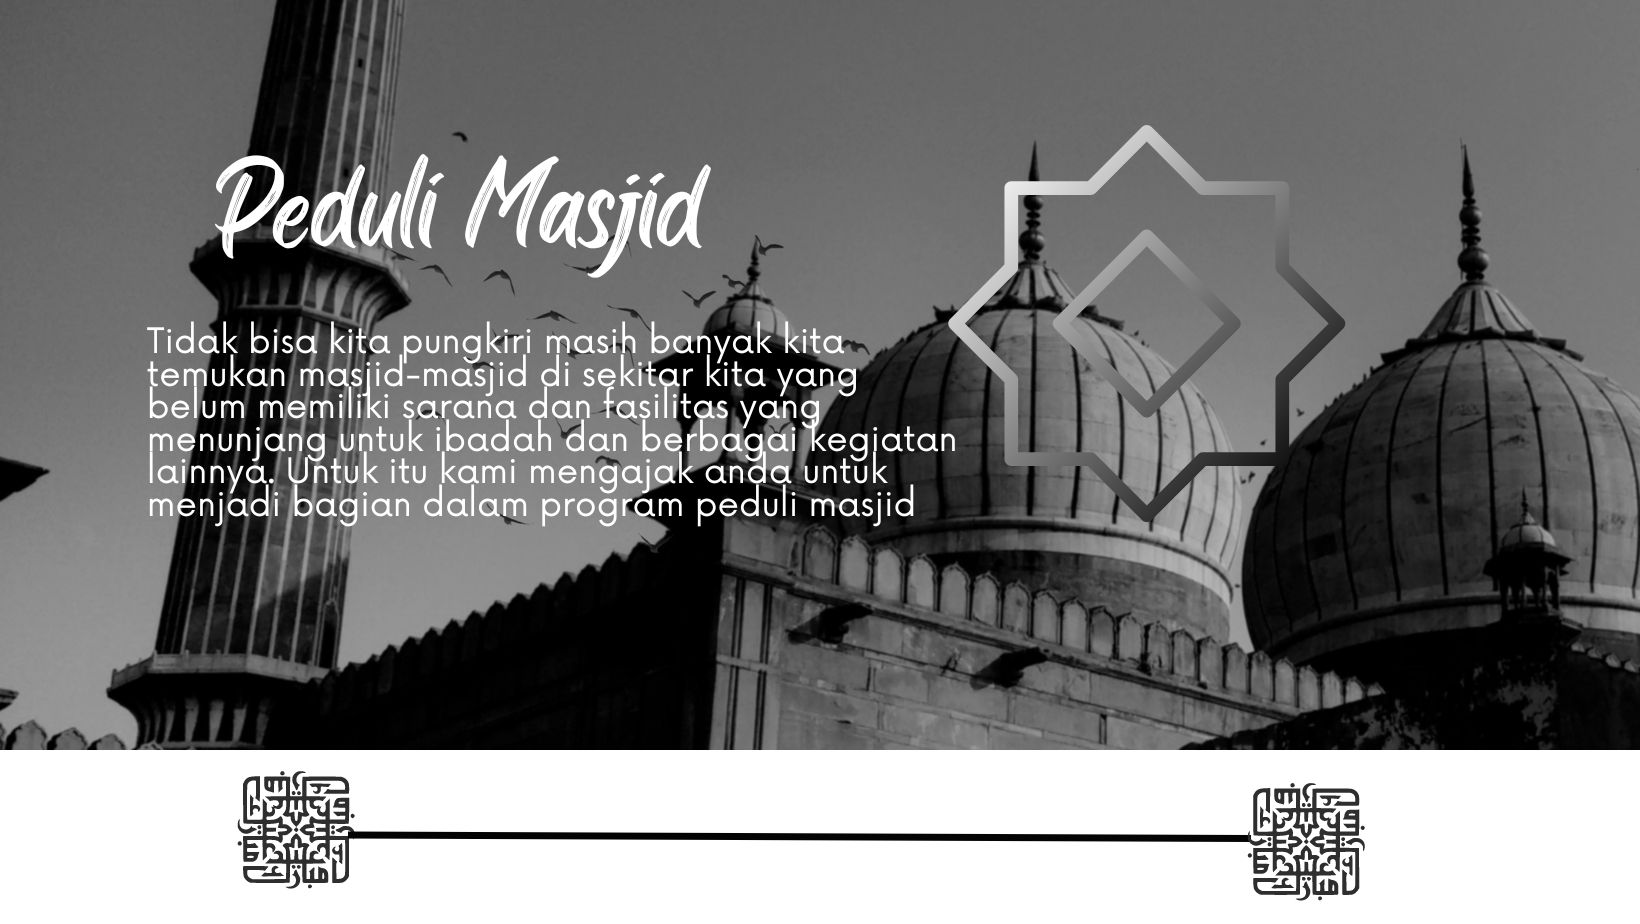 Peduli Masjid
Tidak bisa kita pungkiri masih banyak kita
temukan masjid-masjid di sekitar kita yang
belum memiliki sarana dan fasilitas yang
menunjang untuk ibadah dan berbagai kegiatan
lainnya. Untuk itu kami mengajak anda untuk
menjadi bagian dalam program peduli masjid